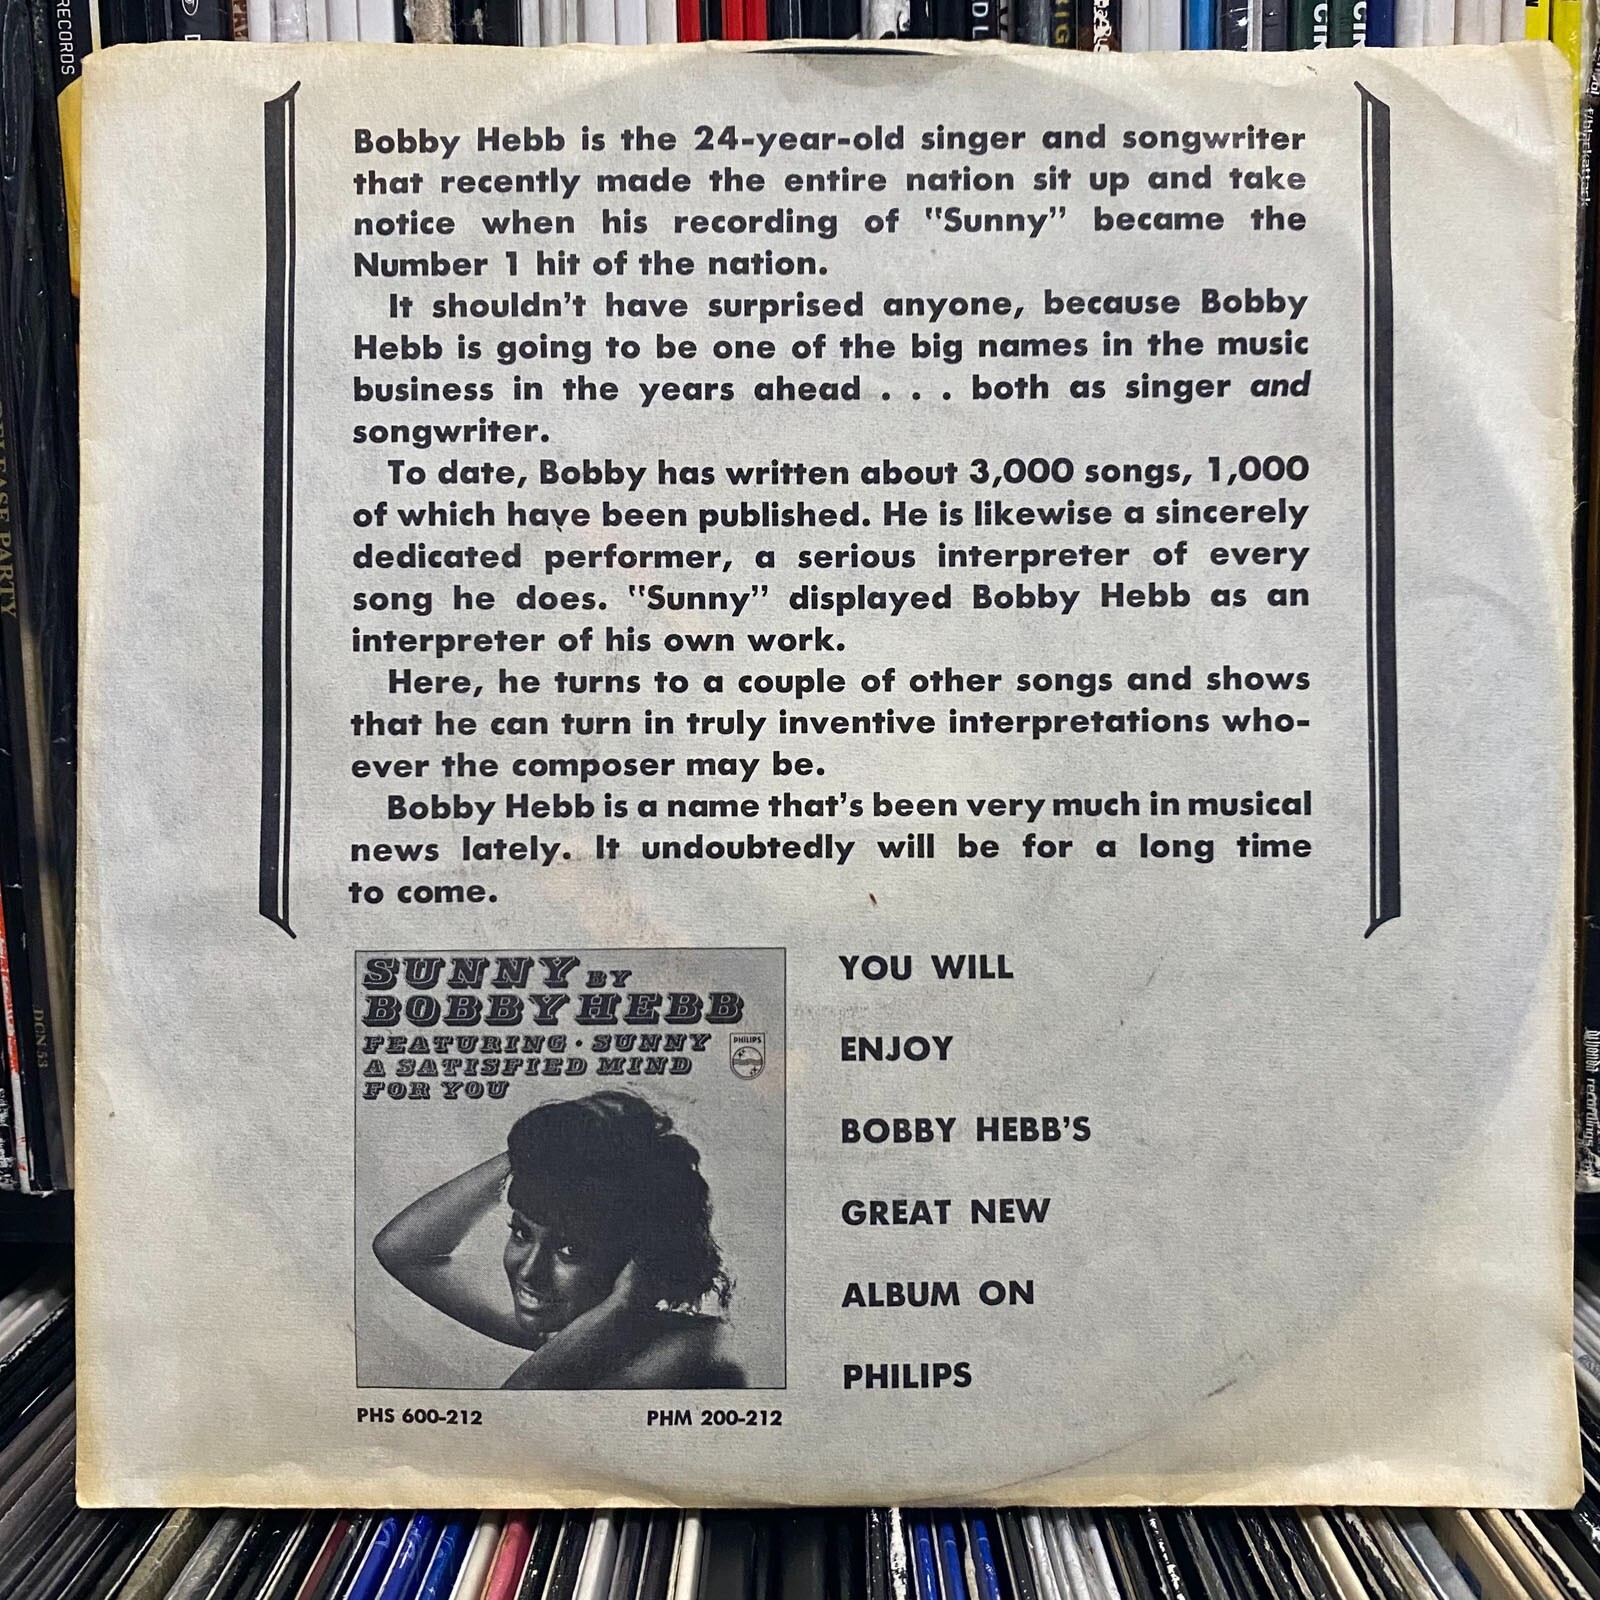 RECORDS
Bobby Hebb is the 24-year-old singer and songwriter
that recently made the entire nation sit up and take
notice when his recording of "Sunny" became the
Number 1 hit of the nation.
It shouldn't have surprised anyone, because Bobby
Hebb is going to be one of the big names in the music
business in the years ahead . . . both as singer and
songwriter.
To date, Bobby has written about 3,000 songs, 1,000
of which have been published. He is likewise a sincerely
dedicated performer, a serious interpreter of every
song he does. "Sunny" displayed Bobby Hebb as an
interpreter of his own work.
Here, he turns to a couple of other songs and shows
that he can turn in truly inventive interpretations who-
ever the composer may be.
Bobby Hebb is a name that's been very much in musical
news lately. It undoubtedly will be for a long time
to come.
SUNNY BY
BOBBY HEBB
FEATURING • SUNNY
A SATISFIED MIND
FOR YOU
PHILIPS
YOU WILL
ENJOY
BOBBY HEBB'S
GREAT NEW
ALBUM ON
PHILIPS
PHS 600-212 PHM 200-212
RELEASE PARTY
DCN 53
recordings